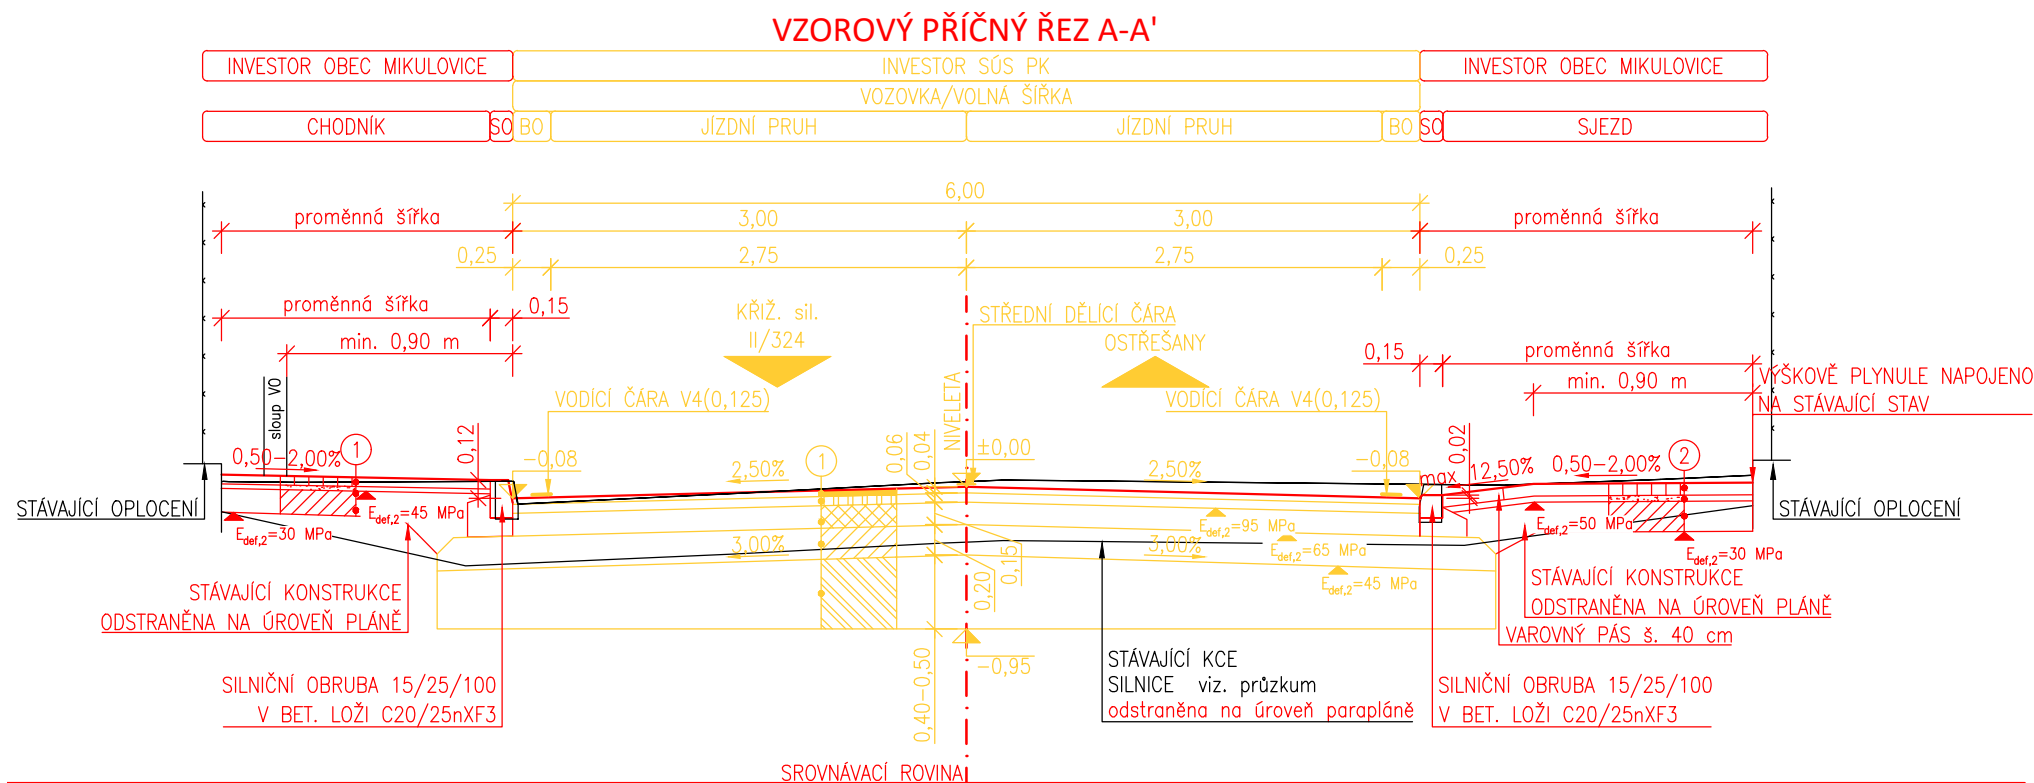 VZOROVÝ PŘÍČNÝ ŘEZ A-A'
INVESTOR OBEC MIKULOVICE
INVESTOR SÚS PK
INVESTOR OBEC MIKULOVICE
VOZOVKA/VOLNÁ ŠÍŘKA
CHODNÍK
SO
BO
JÍZDNÍ PRUH
JÍZDNÍ PRUH
BO
SO
SJEZD
6,00
proměnná šířka
3,00
3,00
proměnná šířka
0,25
2,75
2,75
0,25
proměnná šířka
0,15
KŘIŽ. sil.
II/324
STŘEDNÍ DĚLÍCÍ ČÁRA
OSTŘEŠANY
min. 0,90 m
0,15
proměnná šířka
min. 0,90 m
VÝŠKOVĚ PLYNULE NAPOJENO
NA STÁVAJÍCÍ STAV
sloup VO
VODÍCÍ ČÁRA V4(0,125)
NIVELETA
VODÍCÍ ČÁRA V4(0,125)
0,50-2,00%
1
0,12
-0,08
2,50%
1
0,06
0,04
±0,00
2,50%
-0,08
0,02
max. 12,50%
0,50-2,00%
2
STÁVAJÍCÍ OPLOCENÍ
Edef,2=45 MPa
Edef,2=30 MPa
3,00%
0,15
0,20
Edef,2=95 MPa
3,00%
Edef,2=65 MPa
Edef,2=45 MPa
Edef,2=50 MPa
Edef,2=30 MPa
STÁVAJÍCÍ OPLOCENÍ
STÁVAJÍCÍ KONSTRUKCE
ODSTRANĚNA NA ÚROVEŇ PLÁNĚ
STÁVAJÍCÍ KONSTRUKCE
ODSTRANĚNA NA ÚROVEŇ PLÁNĚ
VAROVNÝ PÁS š. 40 cm
SILNIČNÍ OBRUBA 15/25/100
V BET. LOŽI C20/25nXF3
0,40-0,50
-0,95
STÁVAJÍCÍ KCE
SILNICE viz. průzkum
odstraněna na úroveň parapláně
SILNIČNÍ OBRUBA 15/25/100
V BET. LOŽI C20/25nXF3
SROVNÁVACÍ ROVINA